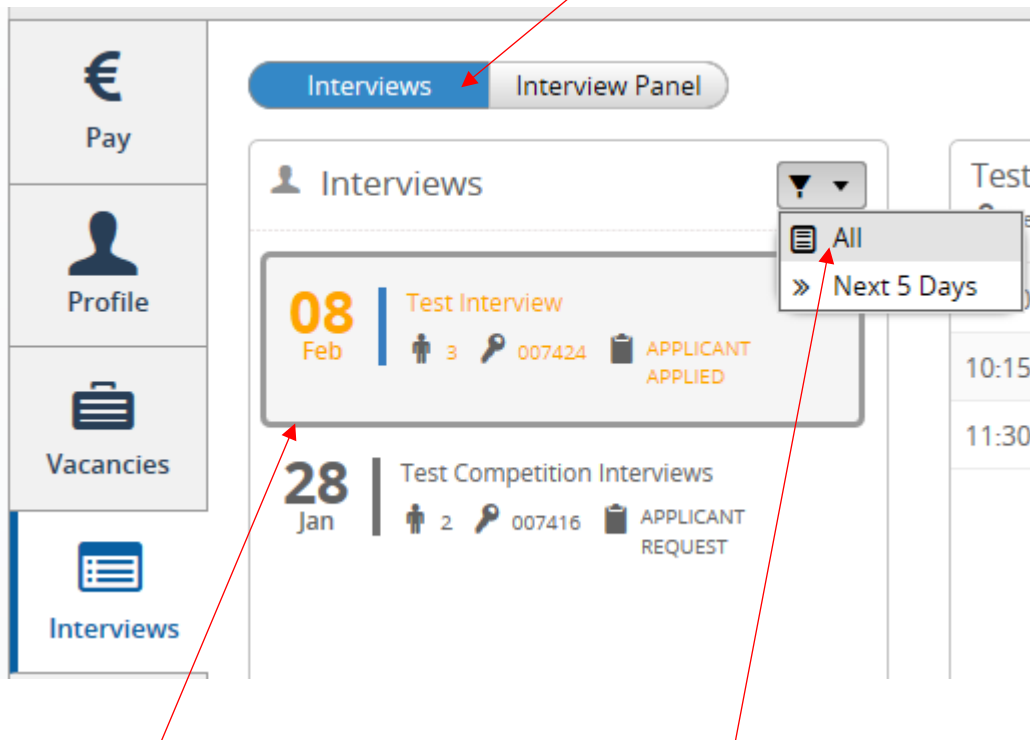 €
Pay
Profile
Vacancies
Interviews
Interviews Interview Panel
Interviews
All
» Next 5 Days
08
Feb
Test Interview
3 007424 APPLICANT
APPLIED
28
Jan
Test Competition Interviews
2 007416 APPLICANT
REQUEST
Test
10:15
11:30